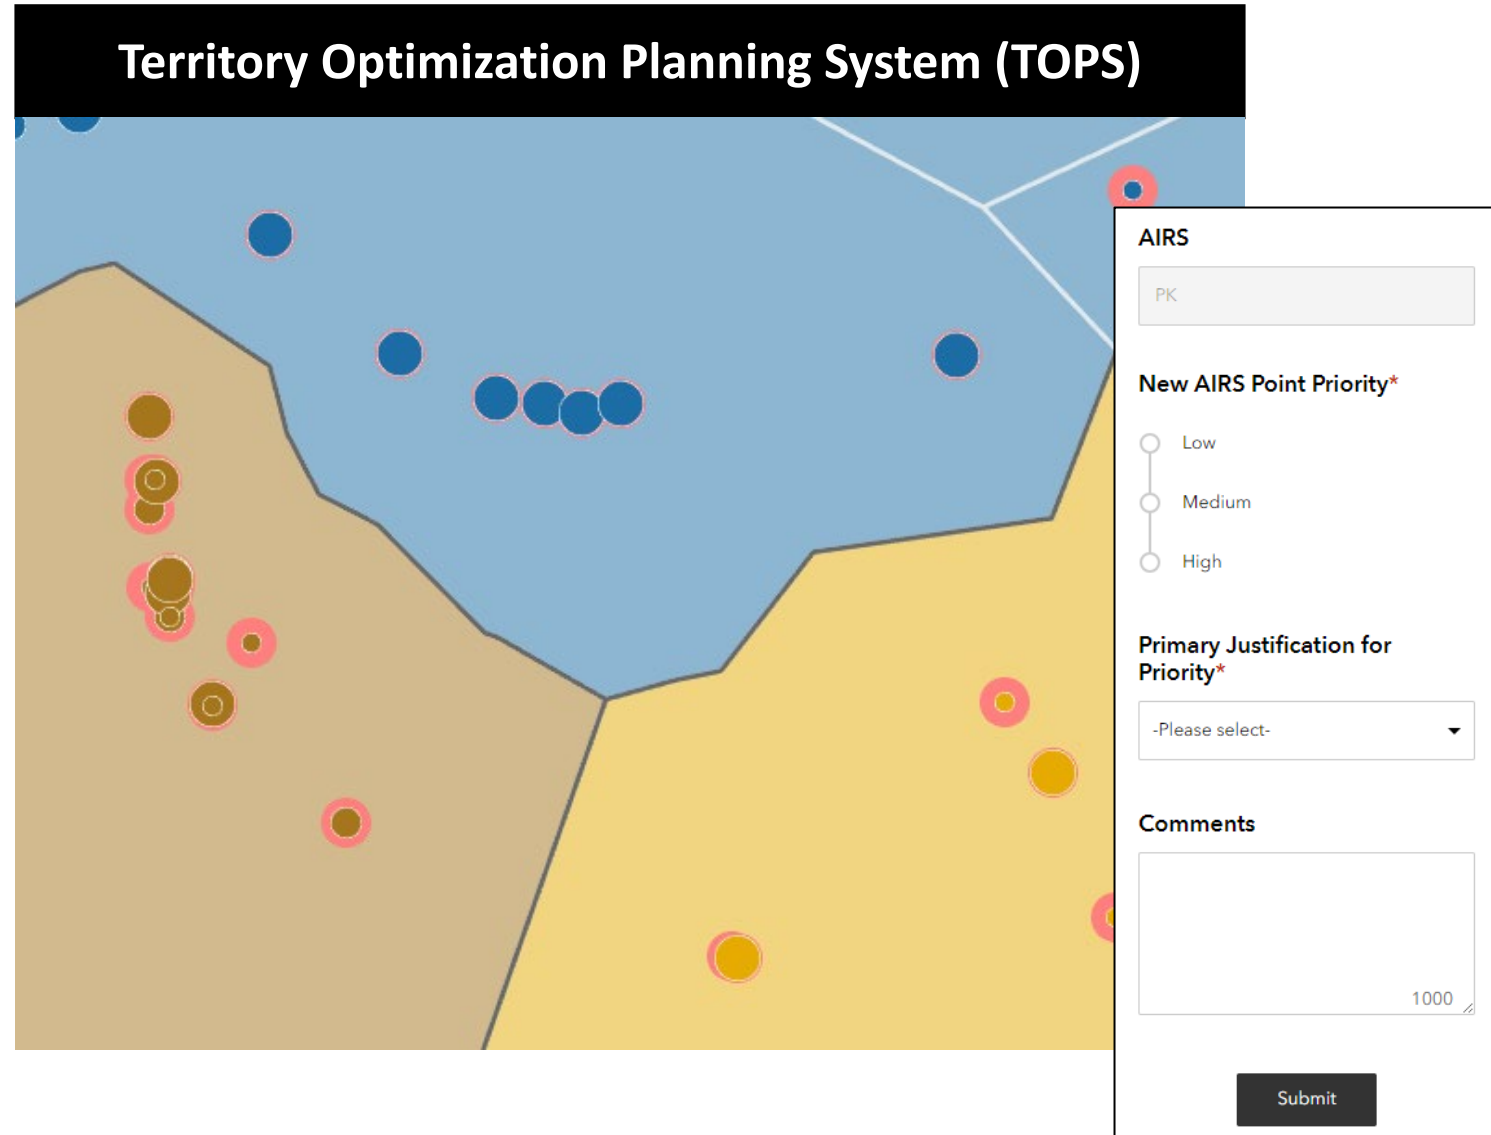 Territory Optimization Planning System (TOPS)
AIRS
PK
New AIRS Point Priority*
Low
Medium
High
Primary Justification for
Priority*
-Please select-
Comments
1000
Submit